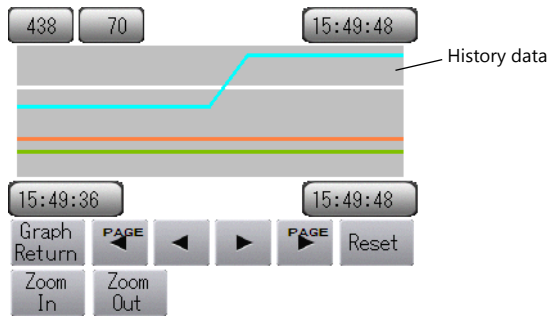 438 70 15:49:48
History data
15:49:36 15:49:48
Graph Return PAGE PAGE Reset
Zoom In Zoom Out